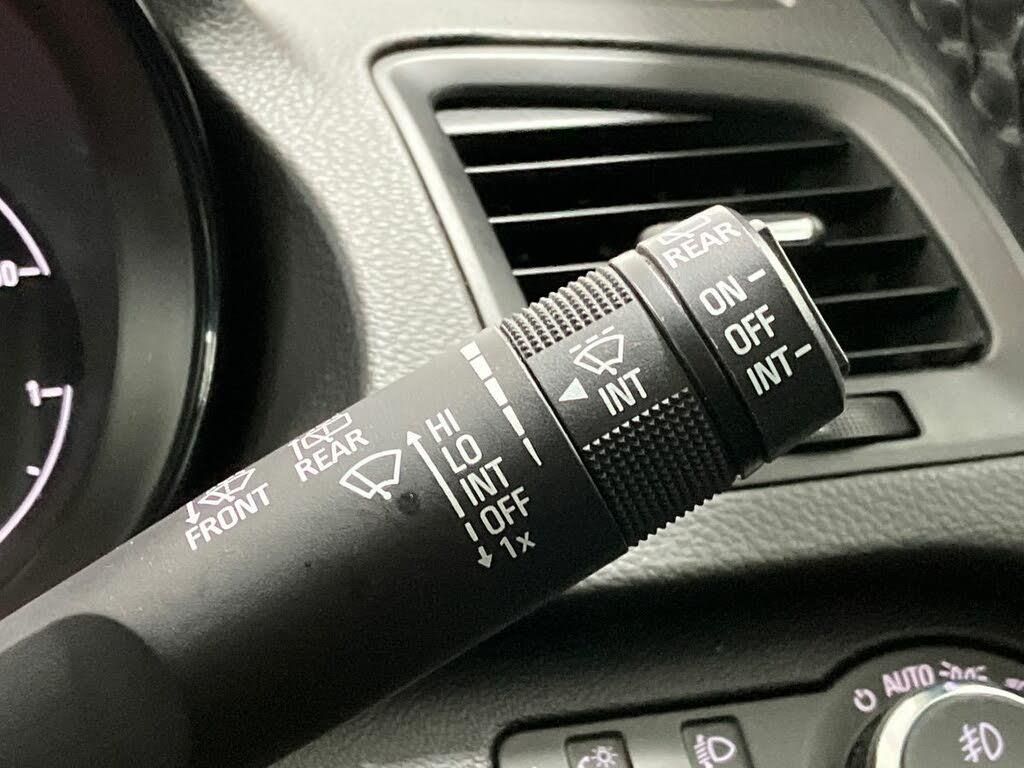 REAR
ON
OFF
INT
INT
HI
LO
INT
OFF
1x
REAR
FRONT
AUTO